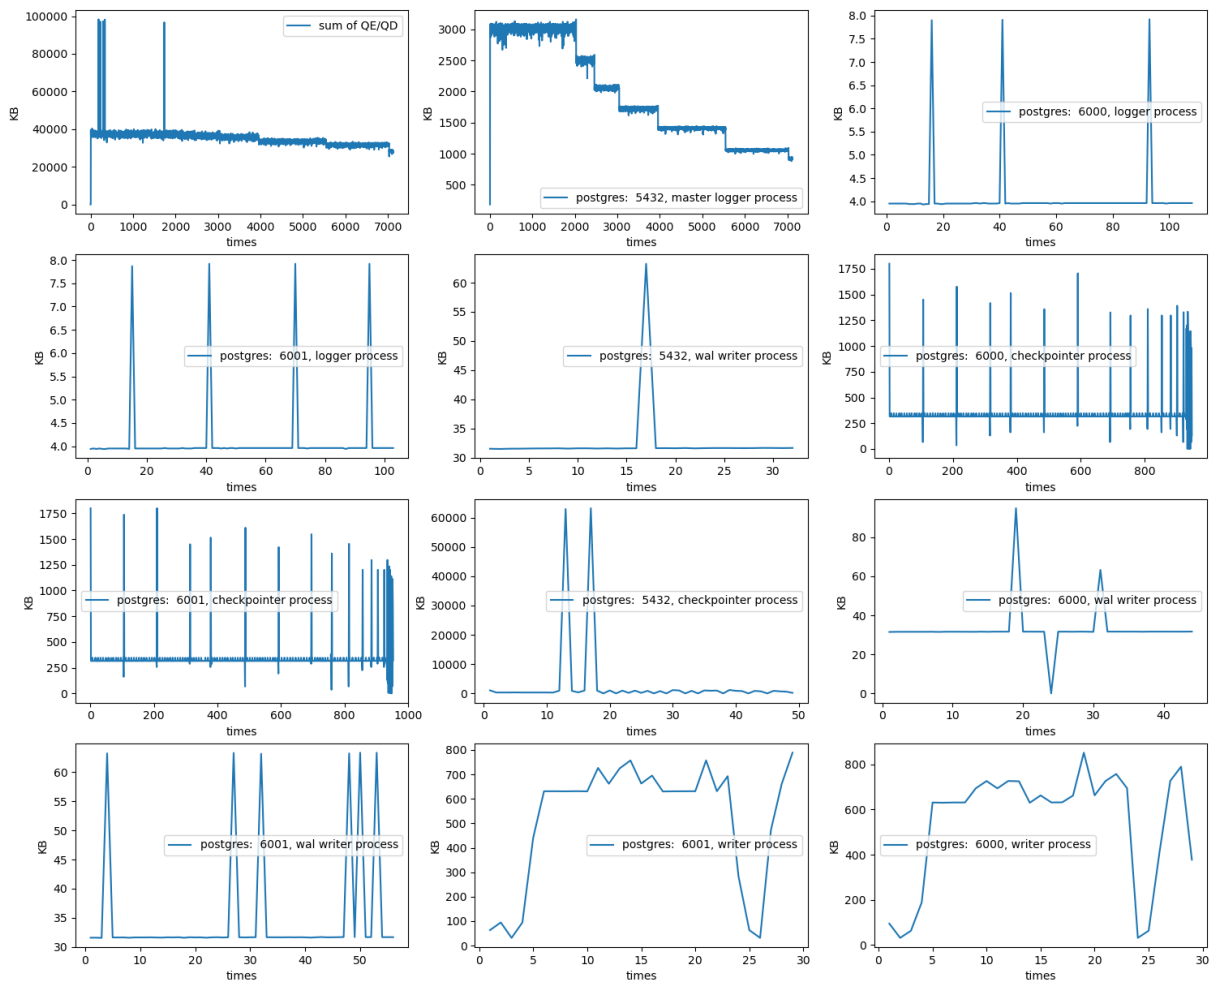 100000
80000
60000
40000
20000
0
KB
sum of QE/QD
0 1000 2000 3000 4000 5000 6000 7000
times
3000
2500
2000
1500
1000
500
KB
postgres:  5432, master logger process
0 1000 2000 3000 4000 5000 6000 7000
times
8.0
7.5
7.0
6.5
6.0
5.5
5.0
4.5
4.0
KB
postgres:  6000, logger process
0 20 40 60 80 100
times
8.0
7.5
7.0
6.5
6.0
5.5
5.0
4.5
4.0
KB
postgres:  6001, logger process
0 20 40 60 80 100
times
60
55
50
45
40
35
30
KB
postgres:  5432, wal writer process
0 5 10 15 20 25 30
times
1750
1500
1250
1000
750
500
250
0
KB
postgres:  6000, checkpointer process
0 200 400 600 800
times
1750
1500
1250
1000
750
500
250
0
KB
postgres:  6001, checkpointer process
0 200 400 600 800 1000
times
60000
50000
40000
30000
20000
10000
0
KB
postgres:  5432, checkpointer process
0 10 20 30 40 50
times
80
60
40
20
0
KB
postgres:  6000, wal writer process
0 10 20 30 40
times
60
55
50
45
40
35
30
KB
postgres:  6001, wal writer process
0 10 20 30 40 50
times
800
700
600
500
400
300
200
100
0
KB
postgres:  6001, writer process
0 5 10 15 20 25 30
times
800
600
400
200
0
KB
postgres:  6000, writer process
0 5 10 15 20 25 30
times